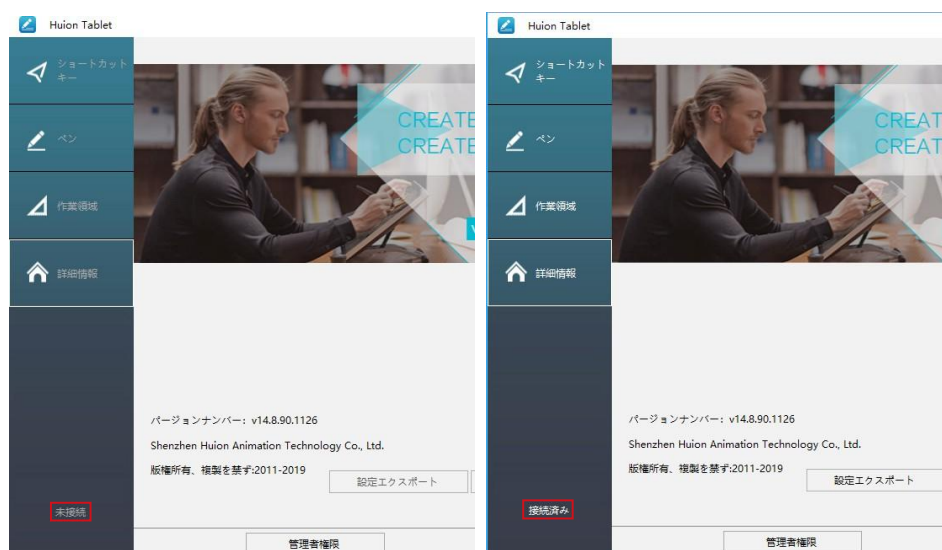 Huion Tablet
ショートカット
キー
CREATE
CREATE
ペン
作業領域
詳細情報
バージョンナンバー: v14.8.90.1126
Shenzhen Huion Animation Technology Co., Ltd.
版権所有、複製を禁ず:2011-2019
設定エクスポート
未接続
管理者権限
Huion Tablet
ショートカット
キー
CREAT
CREAT
ペン
作業領域
詳細情報
バージョンナンバー: v14.8.90.1126
Shenzhen Huion Animation Technology Co., Ltd.
版権所有、複製を禁ず:2011-2019
設定エクスポート
接続済み
管理者権限